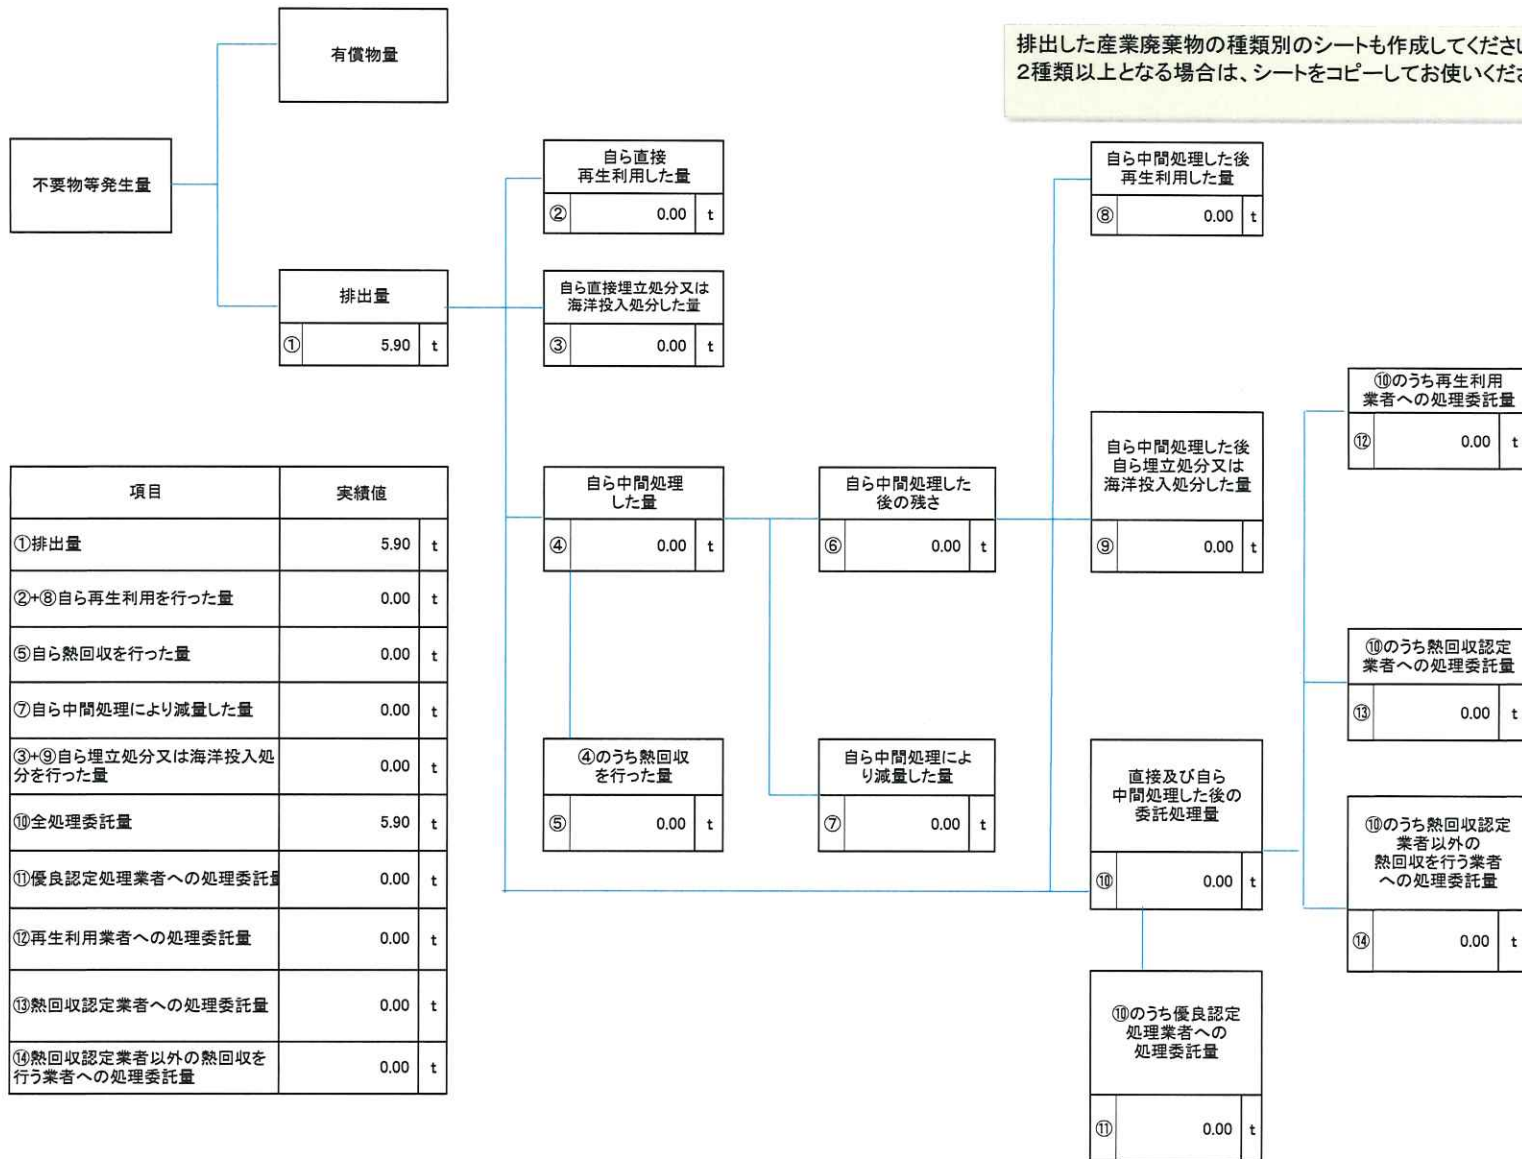 有償物量
排出した産業廃棄物の種類別のシートも作成してください
2種類以上となる場合は、シートをコピーしてお使いくださ
不要物等発生量
自ら直接
再生利用した量
② 0.00 t
自ら中間処理した後
再生利用した量
⑧ 0.00 t
排出量
① 5.90 t
自ら直接埋立処分又は
海洋投入処分した量
③ 0.00 t
⑩のうち再生利用
業者への処理委託量
⑫ 0.00 t
自ら中間処理した後
自ら埋立処分又は
海洋投入処分した量
⑨ 0.00 t
自ら中間処理
した量
④ 0.00 t
自ら中間処理した
後の残さ
⑥ 0.00 t
項目 実績値
①排出量 5.90 t
②+⑧自ら再生利用を行った量 0.00 t
⑤自ら熱回収を行った量 0.00 t
⑦自ら中間処理により減量した量 0.00 t
③+⑨自ら埋立処分又は海洋投入処
分を行った量 0.00 t
⑩全処理委託量 5.90 t
⑪優良認定処理業者への処理委託量 0.00 t
⑫再生利用業者への処理委託量 0.00 t
⑬熱回収認定業者への処理委託量 0.00 t
⑭熱回収認定業者以外の熱回収を
行う業者への処理委託量 0.00 t
⑩のうち熱回収認定
業者への処理委託量
⑬ 0.00 t
④のうち熱回収
を行った量
⑤ 0.00 t
自ら中間処理によ
り減量した量
⑦ 0.00 t
直接及び自ら
中間処理した後の
委託処理量
⑩ 0.00 t
⑩のうち熱回収認定
業者以外の
熱回収を行う業者
への処理委託量
⑭ 0.00 t
⑩のうち優良認定
処理業者への
処理委託量
⑪ 0.00 t